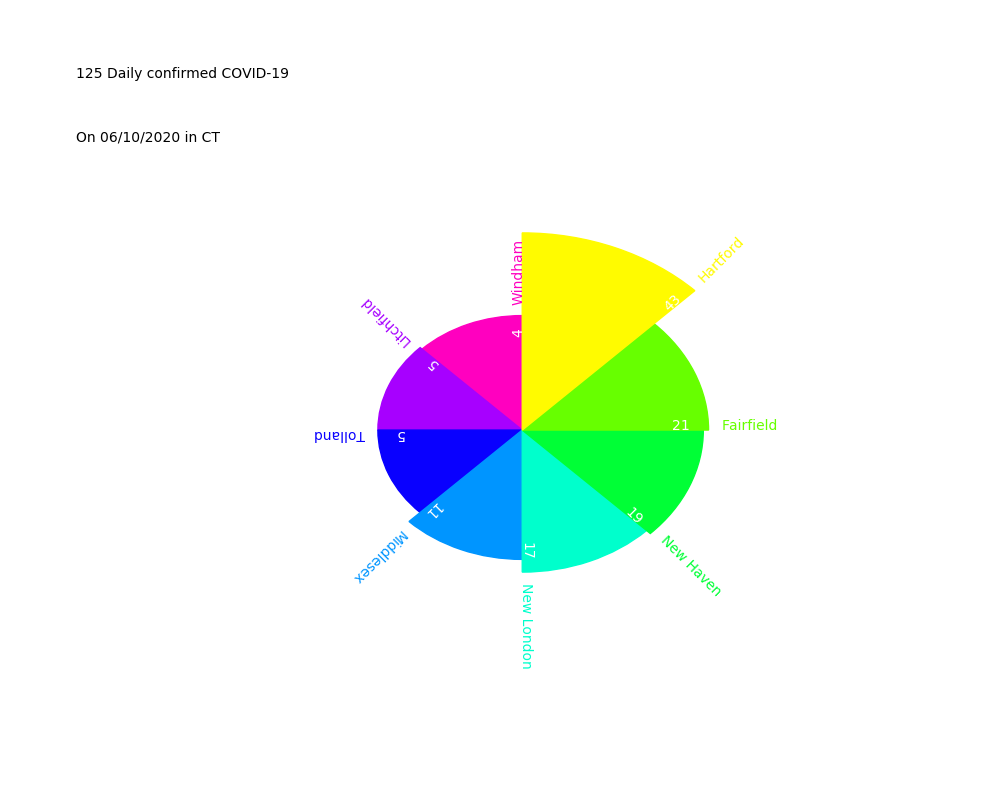 125 Daily confirmed COVID-19
On 06/10/2020 in CT
Hartford
43
Fairfield
21
New Haven
19
New London
17
Middlesex
11
Tolland
5
Litchfield
5
Windham
4